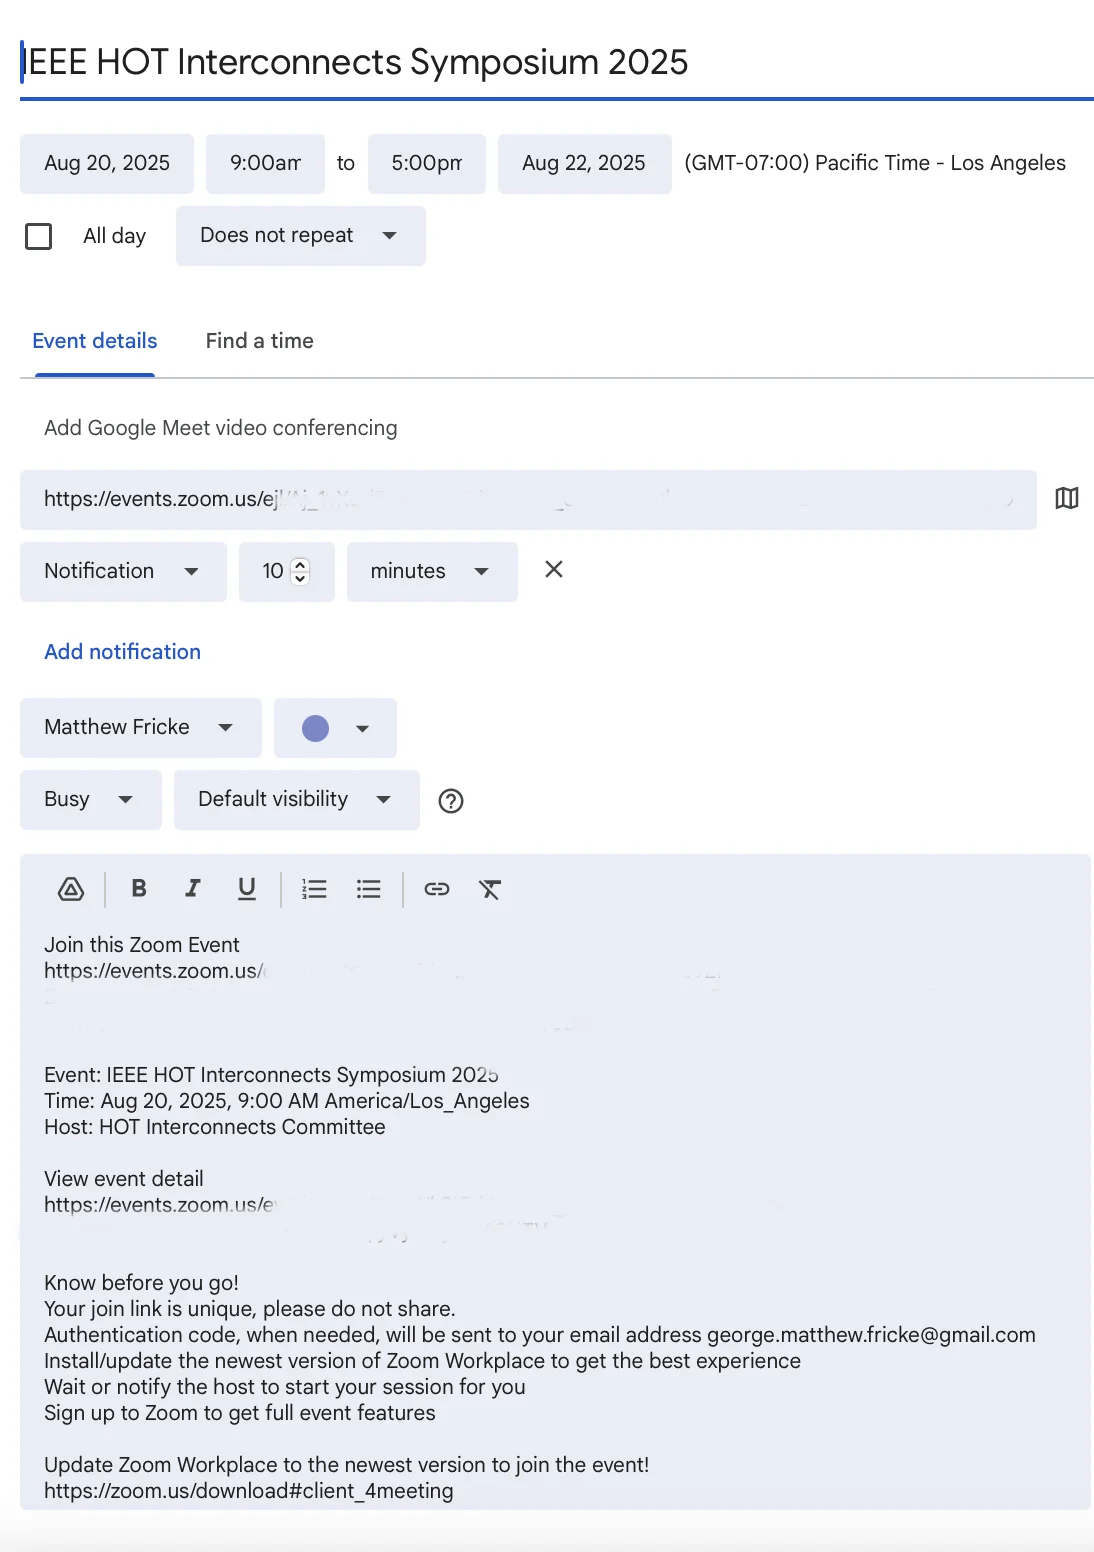 IEEE HOT Interconnects Symposium 2025
Aug 20, 2025 9:00am to 5:00pm Aug 22, 2025 (GMT-07:00) Pacific Time - Los Angeles
All day Does not repeat
Event details Find a time
Add Google Meet video conferencing
https://events.zoom.us/ej
Notification 10 minutes
Add notification
Matthew Fricke
Busy Default visibility
B I U
Join this Zoom Event
https://events.zoom.us/e
Event: IEEE HOT Interconnects Symposium 2025
Time: Aug 20, 2025, 9:00 AM America/Los_Angeles
Host: HOT Interconnects Committee
View event detail
https://events.zoom.us/e
Know before you go!
Your join link is unique, please do not share.
Authentication code, when needed, will be sent to your email address george.matthew.fricke@gmail.com
Install/update the newest version of Zoom Workplace to get the best experience
Wait or notify the host to start your session for you
Sign up to Zoom to get full event features
Update Zoom Workplace to the newest version to join the event!
https://zoom.us/download#client_4meeting